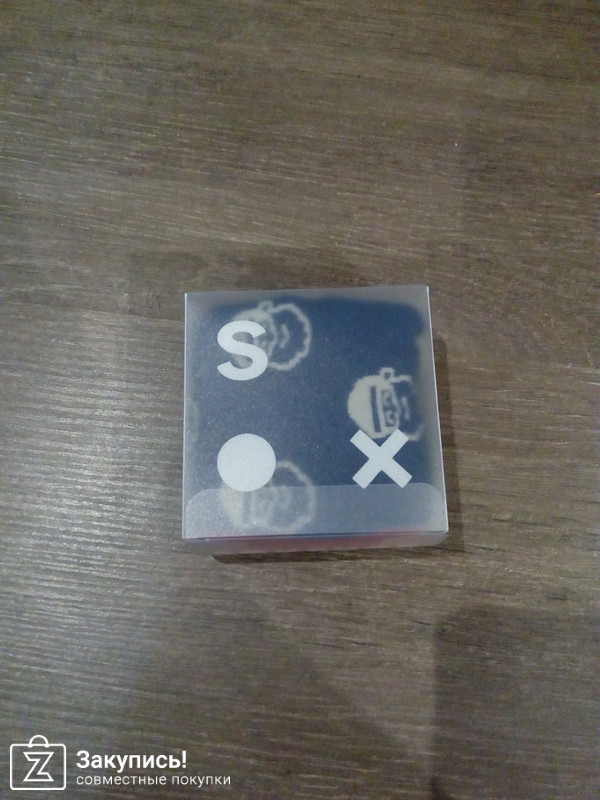 S
● ×
Закупись!
совместные покупки